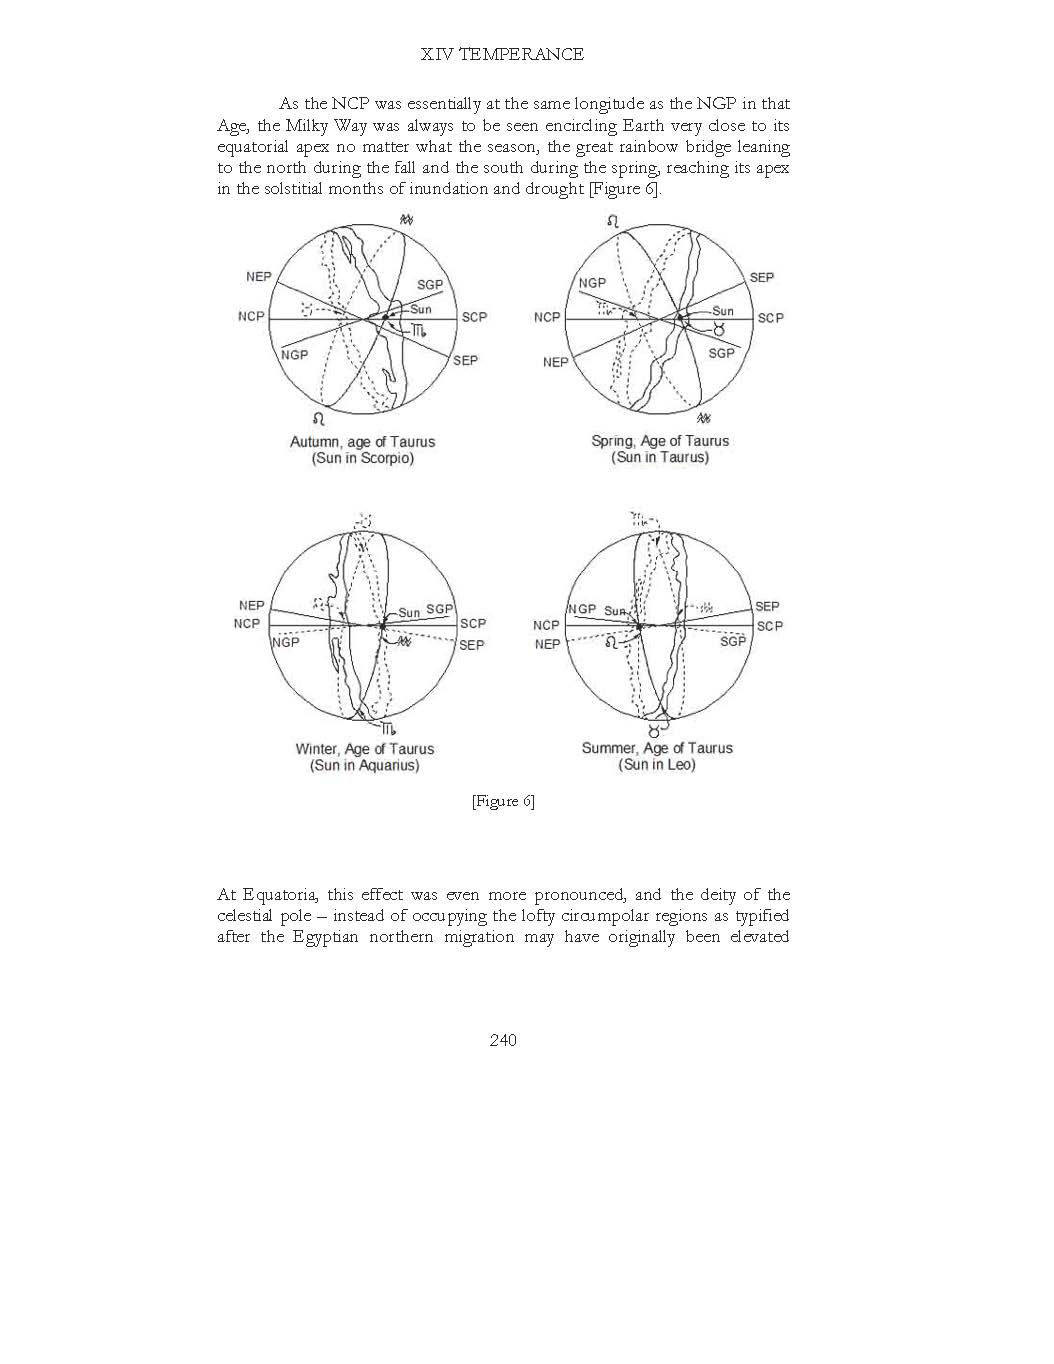 XIV TEMPERANCE
As the NCP was essentially at the same longitude as the NGP in that
Age, the Milky Way was always to be seen encircling Earth very close to its
equatorial apex no matter what the season, the great rainbow bridge leaning
to the north during the fall and the south during the spring, reaching its apex
in the solstitial months of inundation and drought [Figure 6].
♒
NEP
SGP
♉
Sun
NCP
SCP
♏
NGP
SEP
♌
Autumn, age of Taurus
(Sun in Scorpio)
♌
SEP
NGP
♏
Sun
NCP
SCP
♉
SGP
NEP
♒
Spring, Age of Taurus
(Sun in Taurus)
♉
NEP
♌
Sun SGP
NCP
SCP
NGP
♒
SEP
♏
Winter, Age of Taurus
(Sun in Aquarius)
♏
NGP Sun
♒
SEP
NCP
SCP
NEP
♌
SGP
♉
Summer, Age of Taurus
(Sun in Leo)
[Figure 6]
At Equatoria, this effect was even more pronounced, and the deity of the
celestial pole – instead of occupying the lofty circumpolar regions as typified
after the Egyptian northern migration may have originally been elevated
240